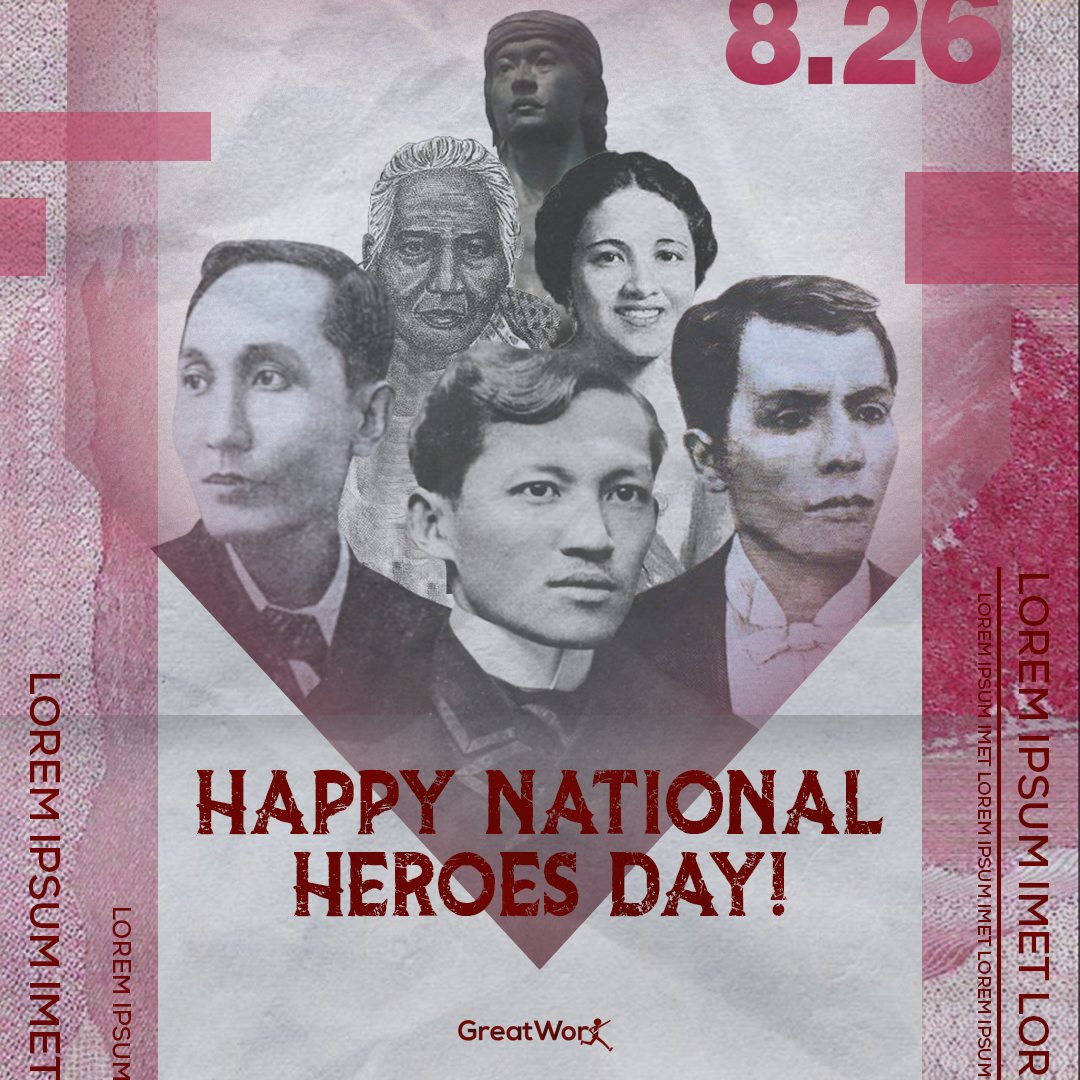 8.26
HAPPY NATIONAL
HEROES DAY!
GreatWork
LOREM IPSUM IMET
LOREM IPSUM
LOREM IPSUM IMET LOREM IPSUM IMET LOREM IPSUM
LOREM IPSUM IMET LOR